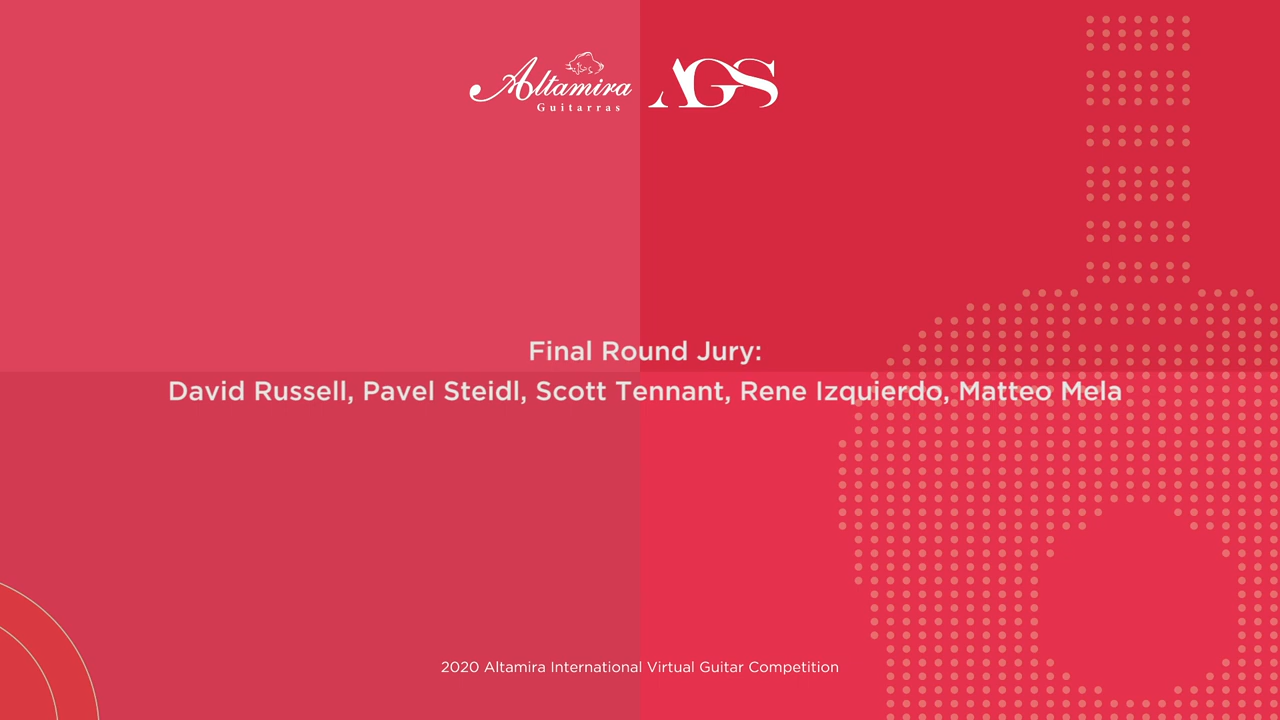 Altamira
Guitarras
AGS
Final Round Jury:
David Russell, Pavel Steidl, Scott Tennant, Rene Izquierdo, Matteo Mela
2020 Altamira International Virtual Guitar Competition